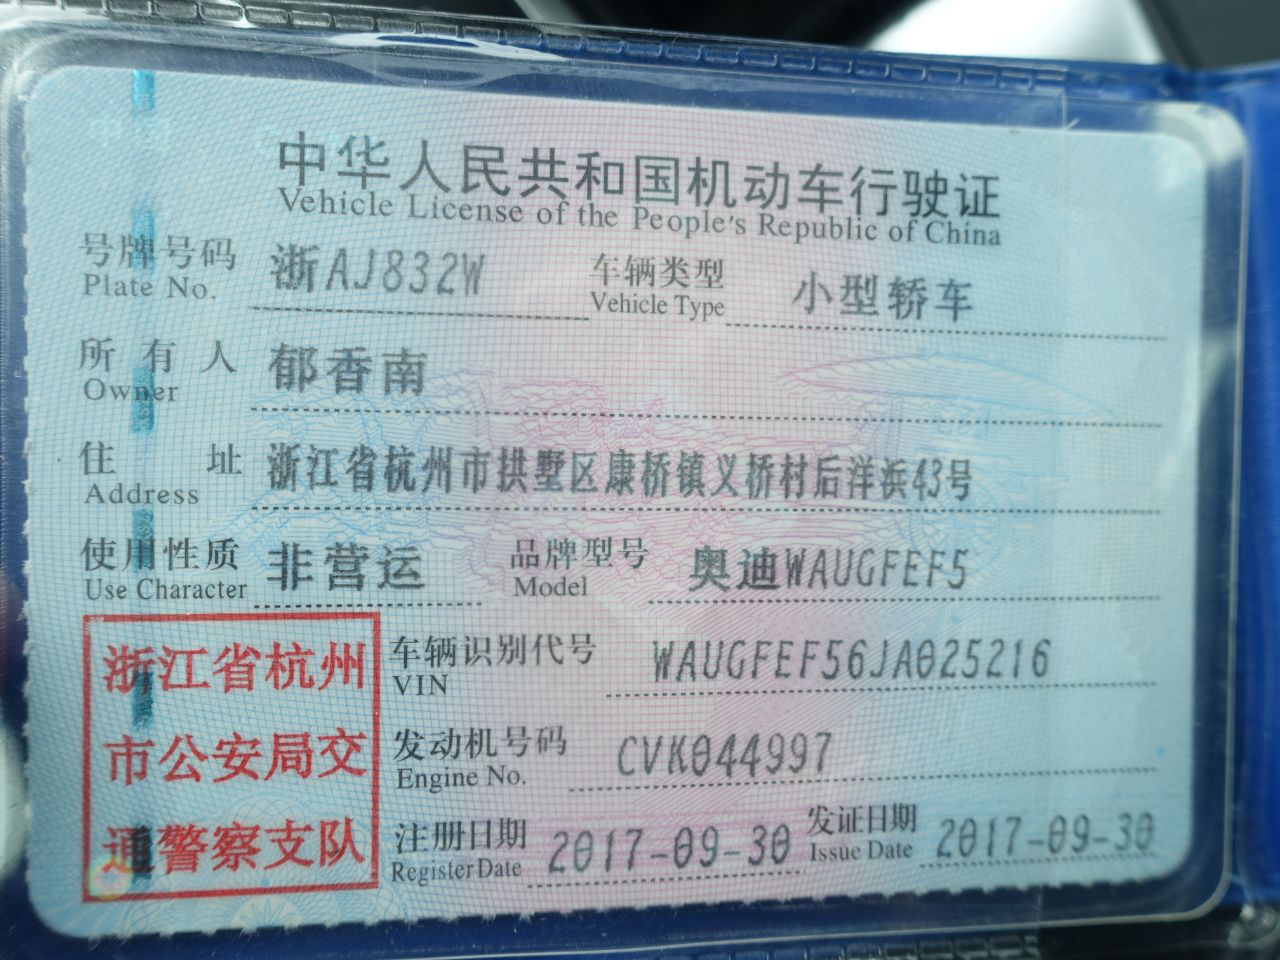 中华人民共和国机动车行驶证
Vehicle License of the People's Republic of China
号牌号码 浙AJ832W 车辆类型 小型轿车
Plate No. Vehicle Type
所有人 郁香南
Owner
住址 浙江省杭州市拱墅区康桥镇义桥村后洋浜43号
Address
使用性质 非营运 品牌型号 奥迪WAUGFEF5
Use Character Model
浙江省杭州
市公安局交
通警察支队
车辆识别代号 WAUGFEF56JA025216
VIN
发动机号码 CVK044997
Engine No.
注册日期 2017-09-30 发证日期 2017-09-30
Register Date Issue Date